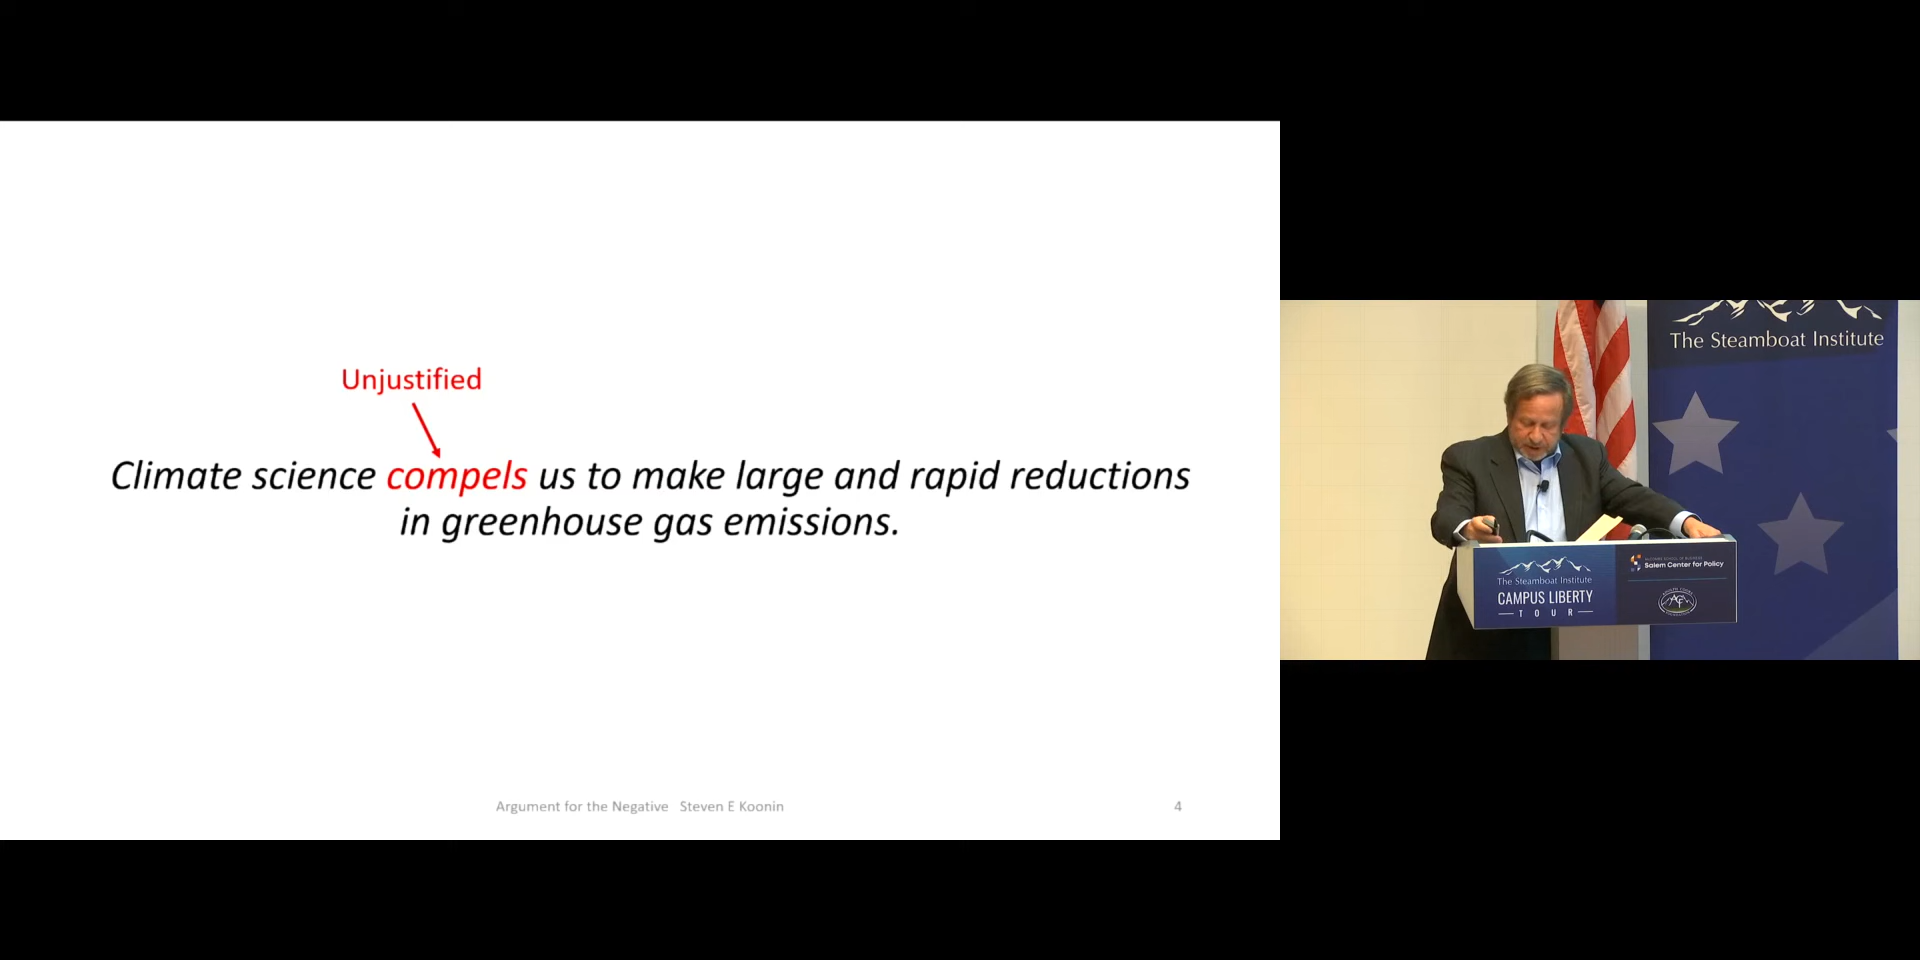 Unjustified
Climate science compels us to make large and rapid reductions
in greenhouse gas emissions.
Argument for the Negative Steven E Koonin
4
The Steamboat Institute
The Steamboat Institute
CAMPUS LIBERTY
TOUR
Salem Center for Policy